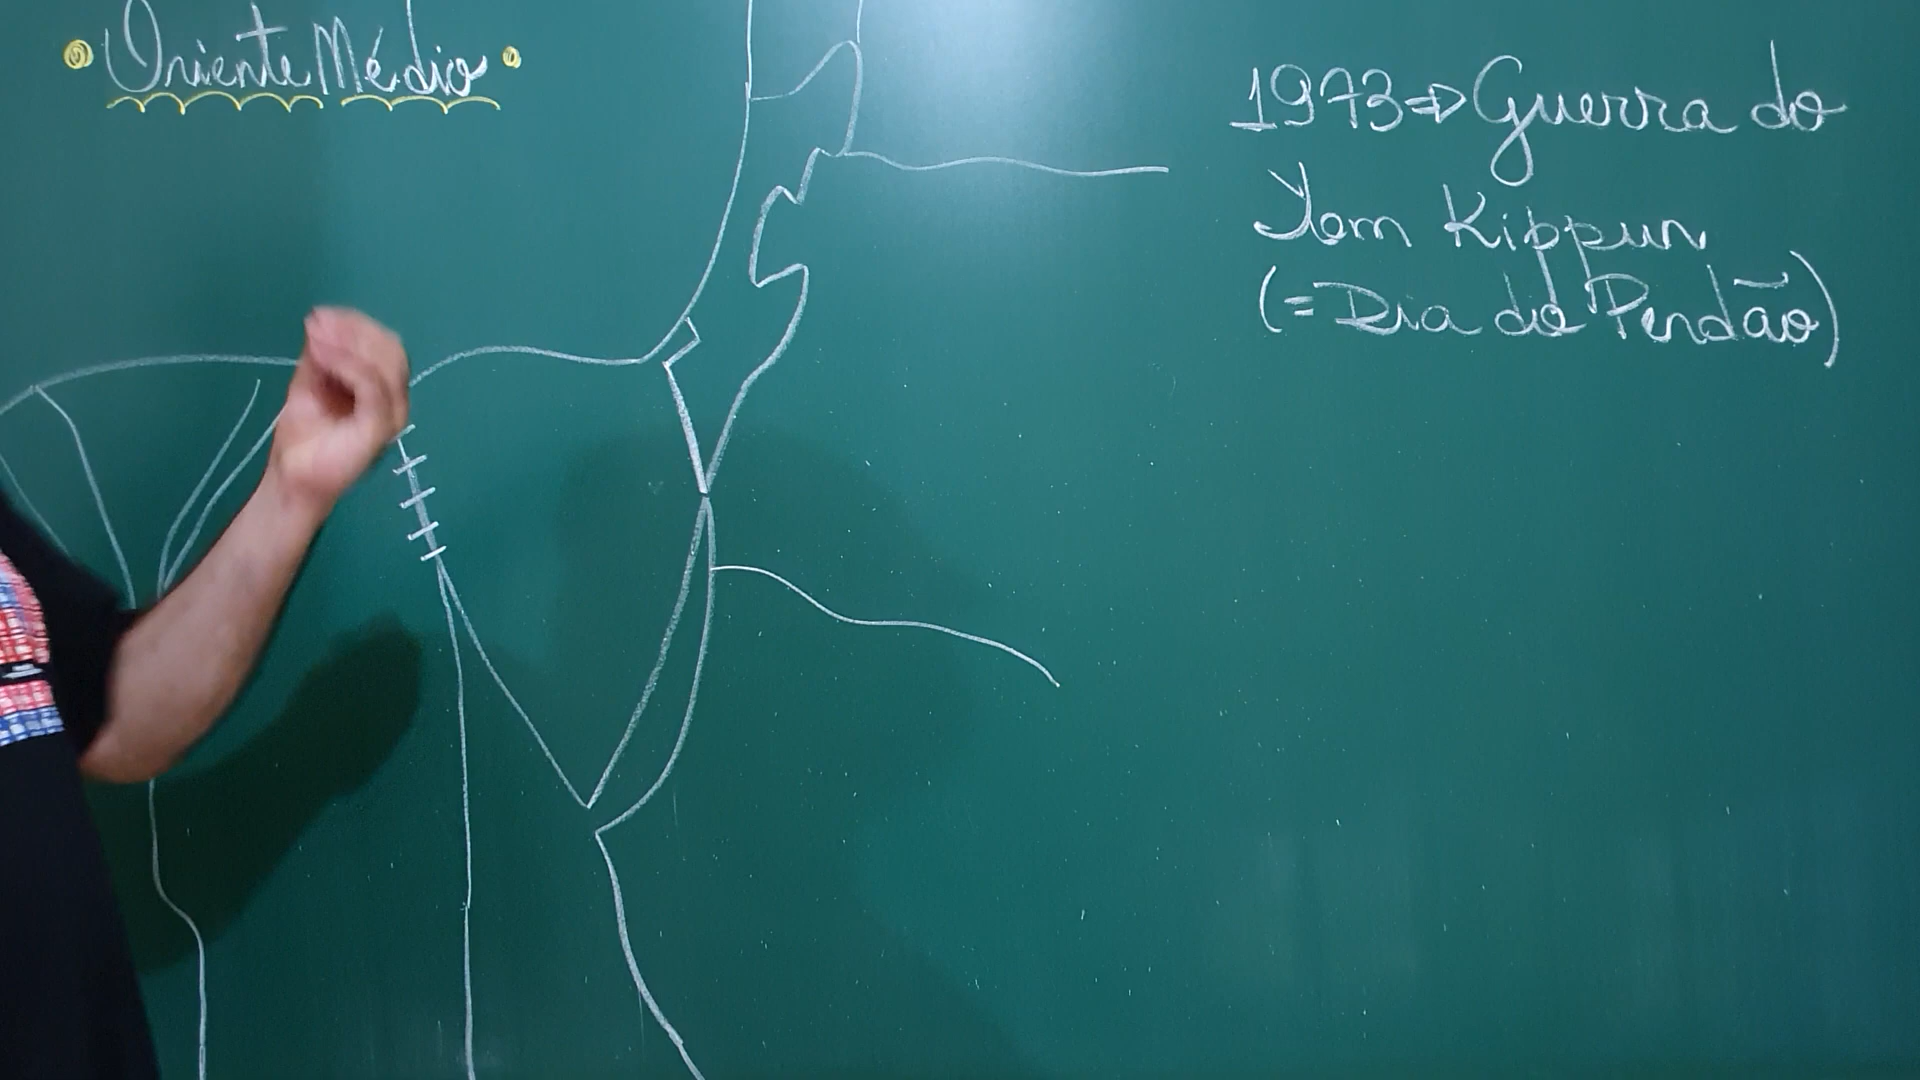 Oriente Médio
1973 ⇒ Guerra do
Yom Kippur
(= Dia do Perdão)